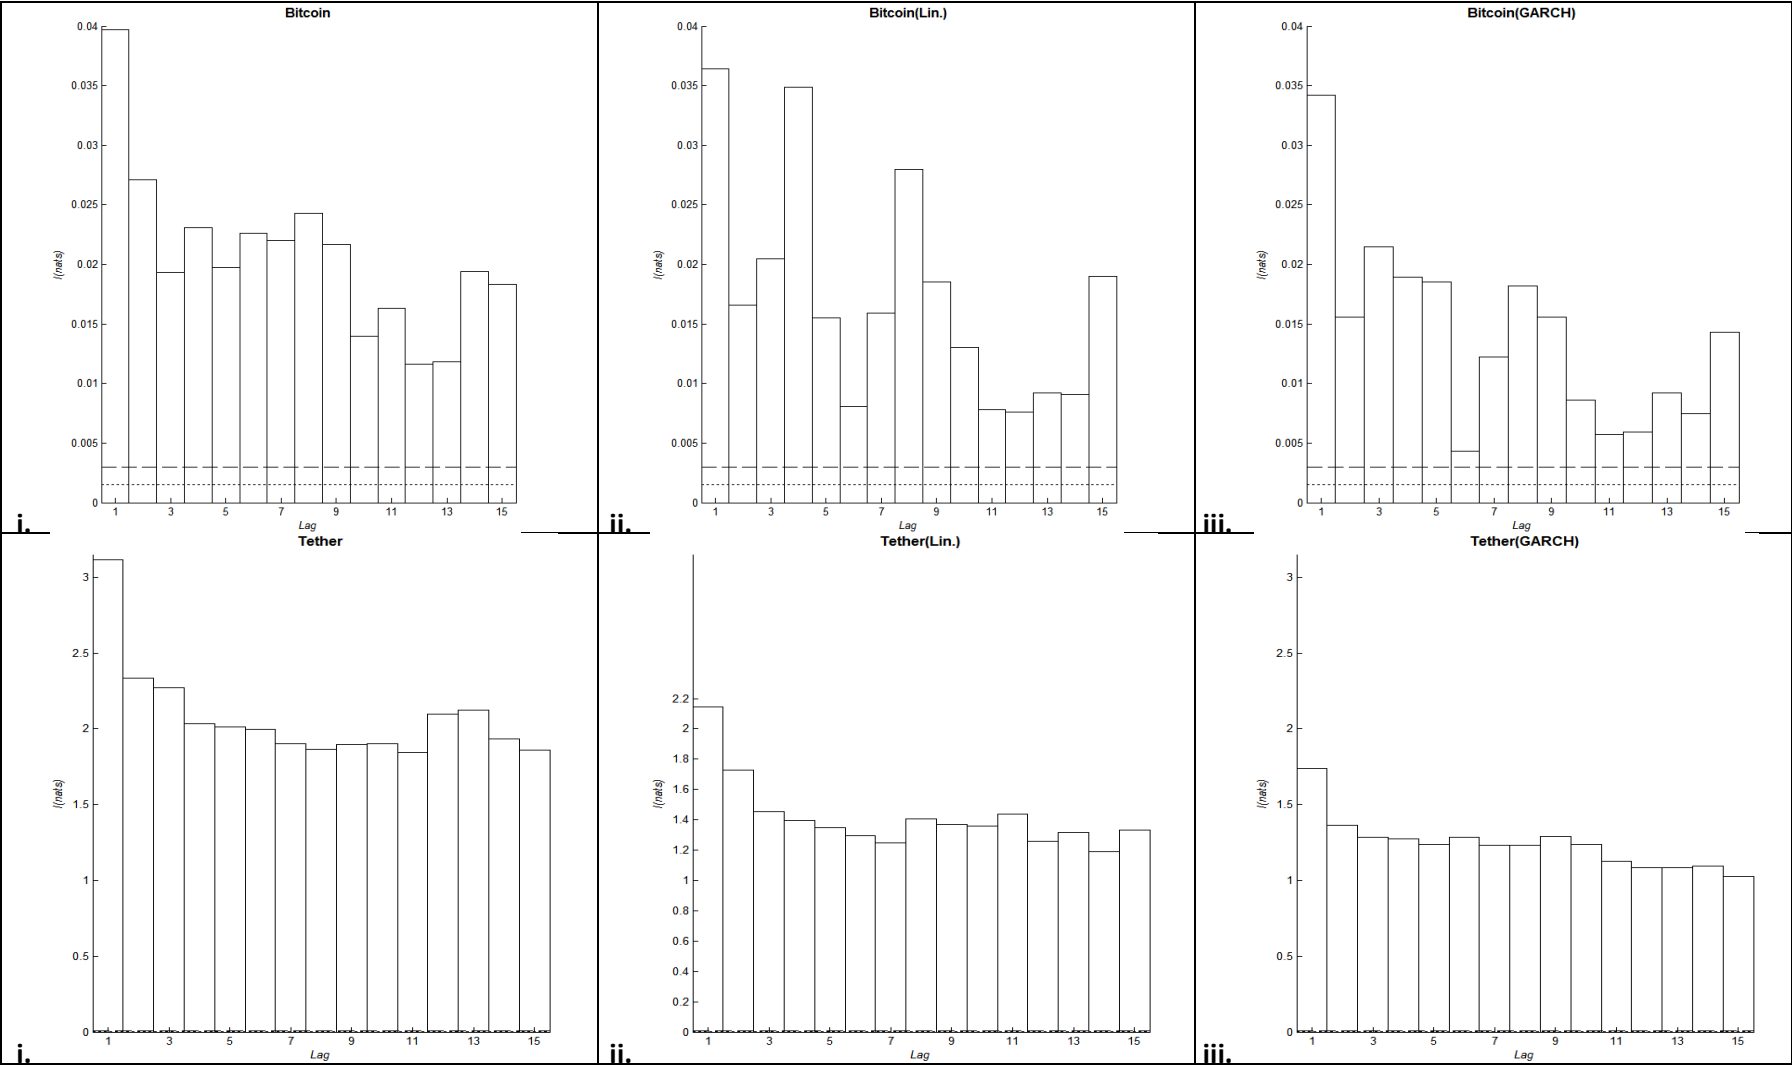 Bitcoin
0.04
0.035
0.03
0.025
0.02
0.015
0.01
0.005
0
I(nats)
1 3 5 7 9 11 13 15
Lag
i.
Bitcoin(Lin.)
0.04
0.035
0.03
0.025
0.02
0.015
0.01
0.005
0
I(nats)
1 3 5 7 9 11 13 15
Lag
ii.
Bitcoin(GARCH)
0.04
0.035
0.03
0.025
0.02
0.015
0.01
0.005
0
I(nats)
1 3 5 7 9 11 13 15
Lag
iii.
Tether
3
2.5
2
1.5
1
0.5
0
I(nats)
1 3 5 7 9 11 13 15
Lag
i.
Tether(Lin.)
2.2
2
1.8
1.6
1.4
1.2
1
0.8
0.6
0.4
0.2
0
I(nats)
1 3 5 7 9 11 13 15
Lag
ii.
Tether(GARCH)
3
2.5
2
1.5
1
0.5
0
I(nats)
1 3 5 7 9 11 13 15
Lag
iii.